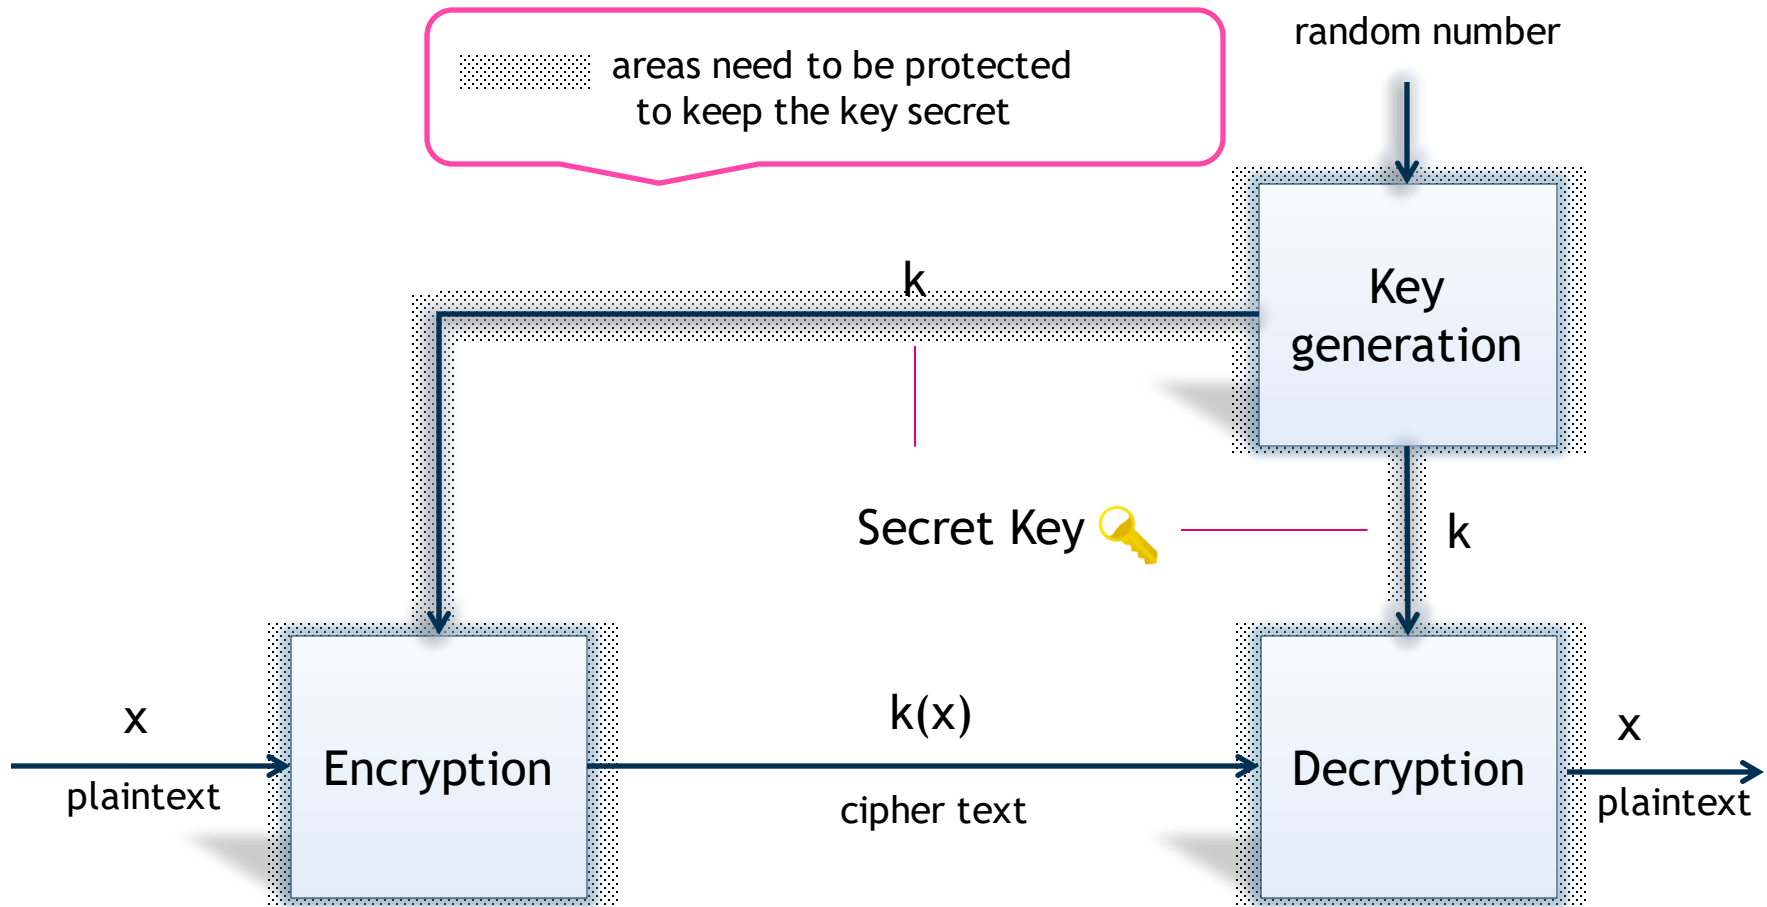 random number
areas need to be protected
to keep the key secret
k
Key
generation
Secret Key
k
x
k(x)
x
Encryption
Decryption
plaintext
cipher text
plaintext